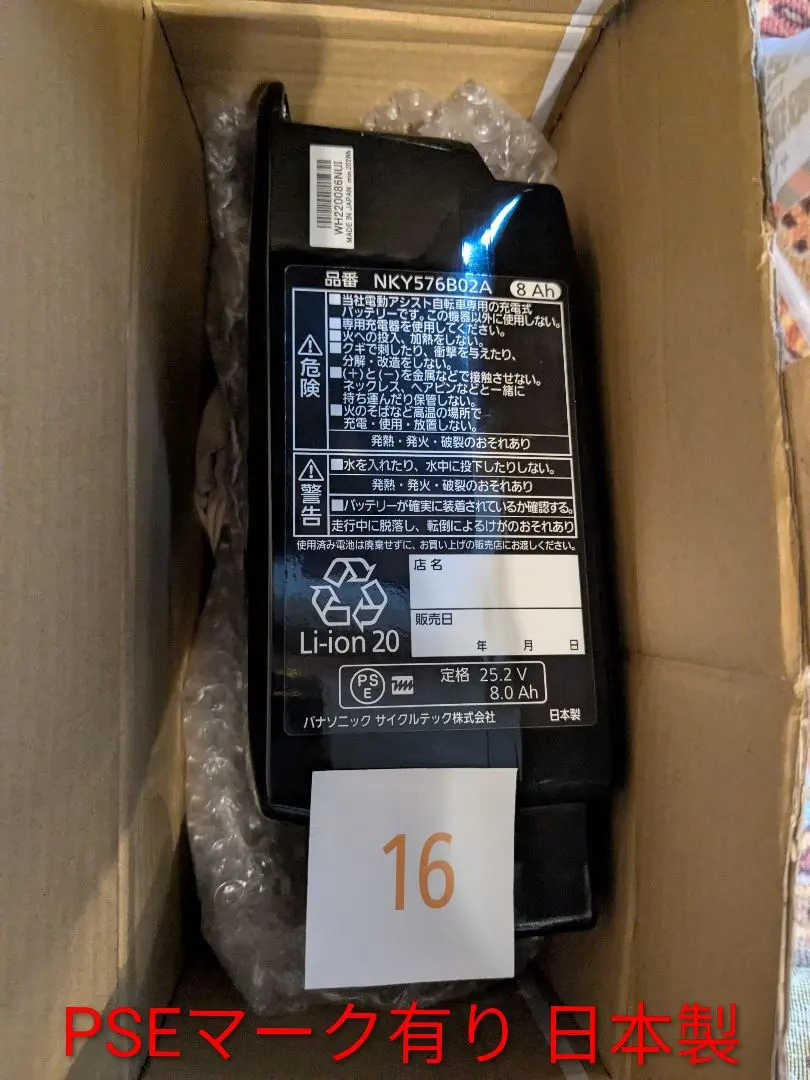 WH220086NUI
MADE IN JAPAN min.202Wh
品番 NKY576B02A 8 Ah
危険
■当社電動アシスト自転車専用の充電式
バッテリーです。この機器以外に使用しない。
■専用充電器を使用してください。
■火への投入、加熱をしない。
■クギで刺したり、衝撃を与えたり、
分解・改造をしない。
■(+)と(−)を金属などで接触させない。
ネックレス、ヘアピンなどと一緒に
持ち運んだり保管しない。
■火のそばなど高温の場所で
充電・使用・放置しない。
発熱・発火・破裂のおそれあり
警告
■水を入れたり、水中に投下したりしない。
発熱・発火・破裂のおそれあり
■バッテリーが確実に装着されているか確認する。
走行中に脱落し、転倒によるけがのおそれあり
使用済み電池は廃棄せずに、お買い上げの販売店にお渡しください。
店名
販売日
年 月 日
Li-ion 20
PSE 定格 25.2 V
8.0 Ah
パナソニック サイクルテック株式会社 日本製
16
PSEマーク有り 日本製